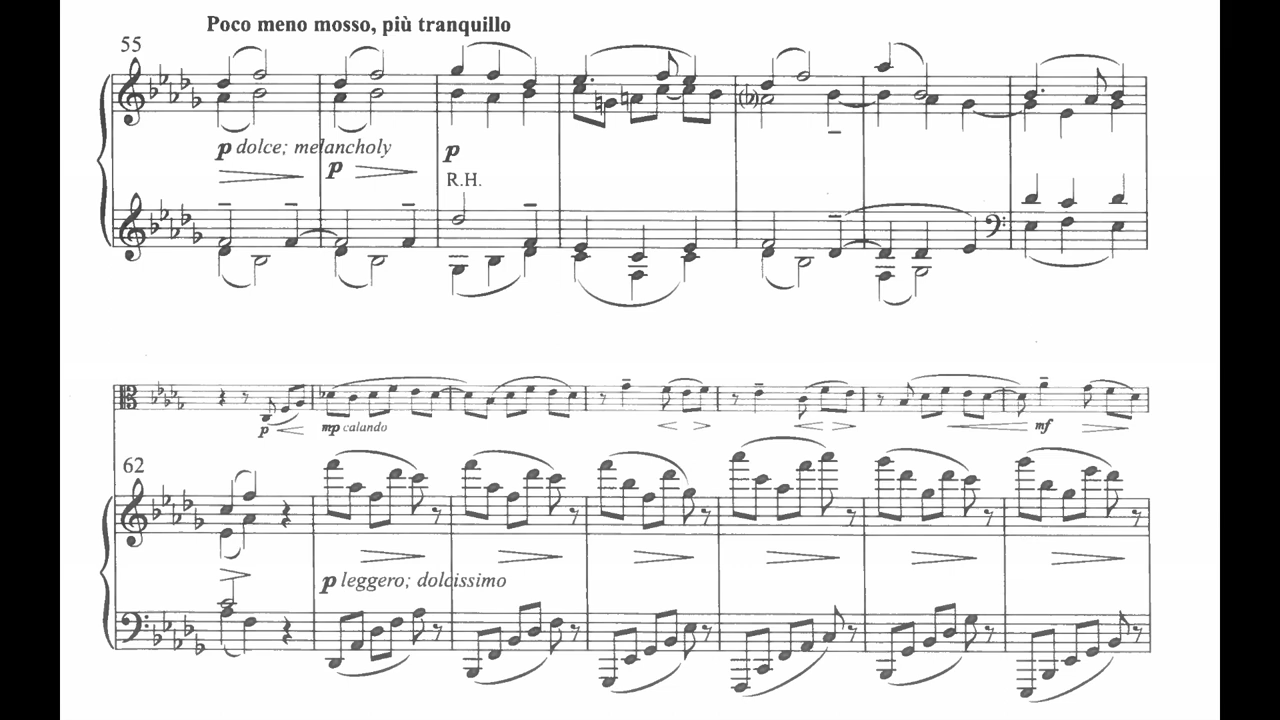 Poco meno mosso, più tranquillo
55
p dolce; melancholy
p
p
R.H.
p
mp calando
mf
62
p leggero; dolcissimo